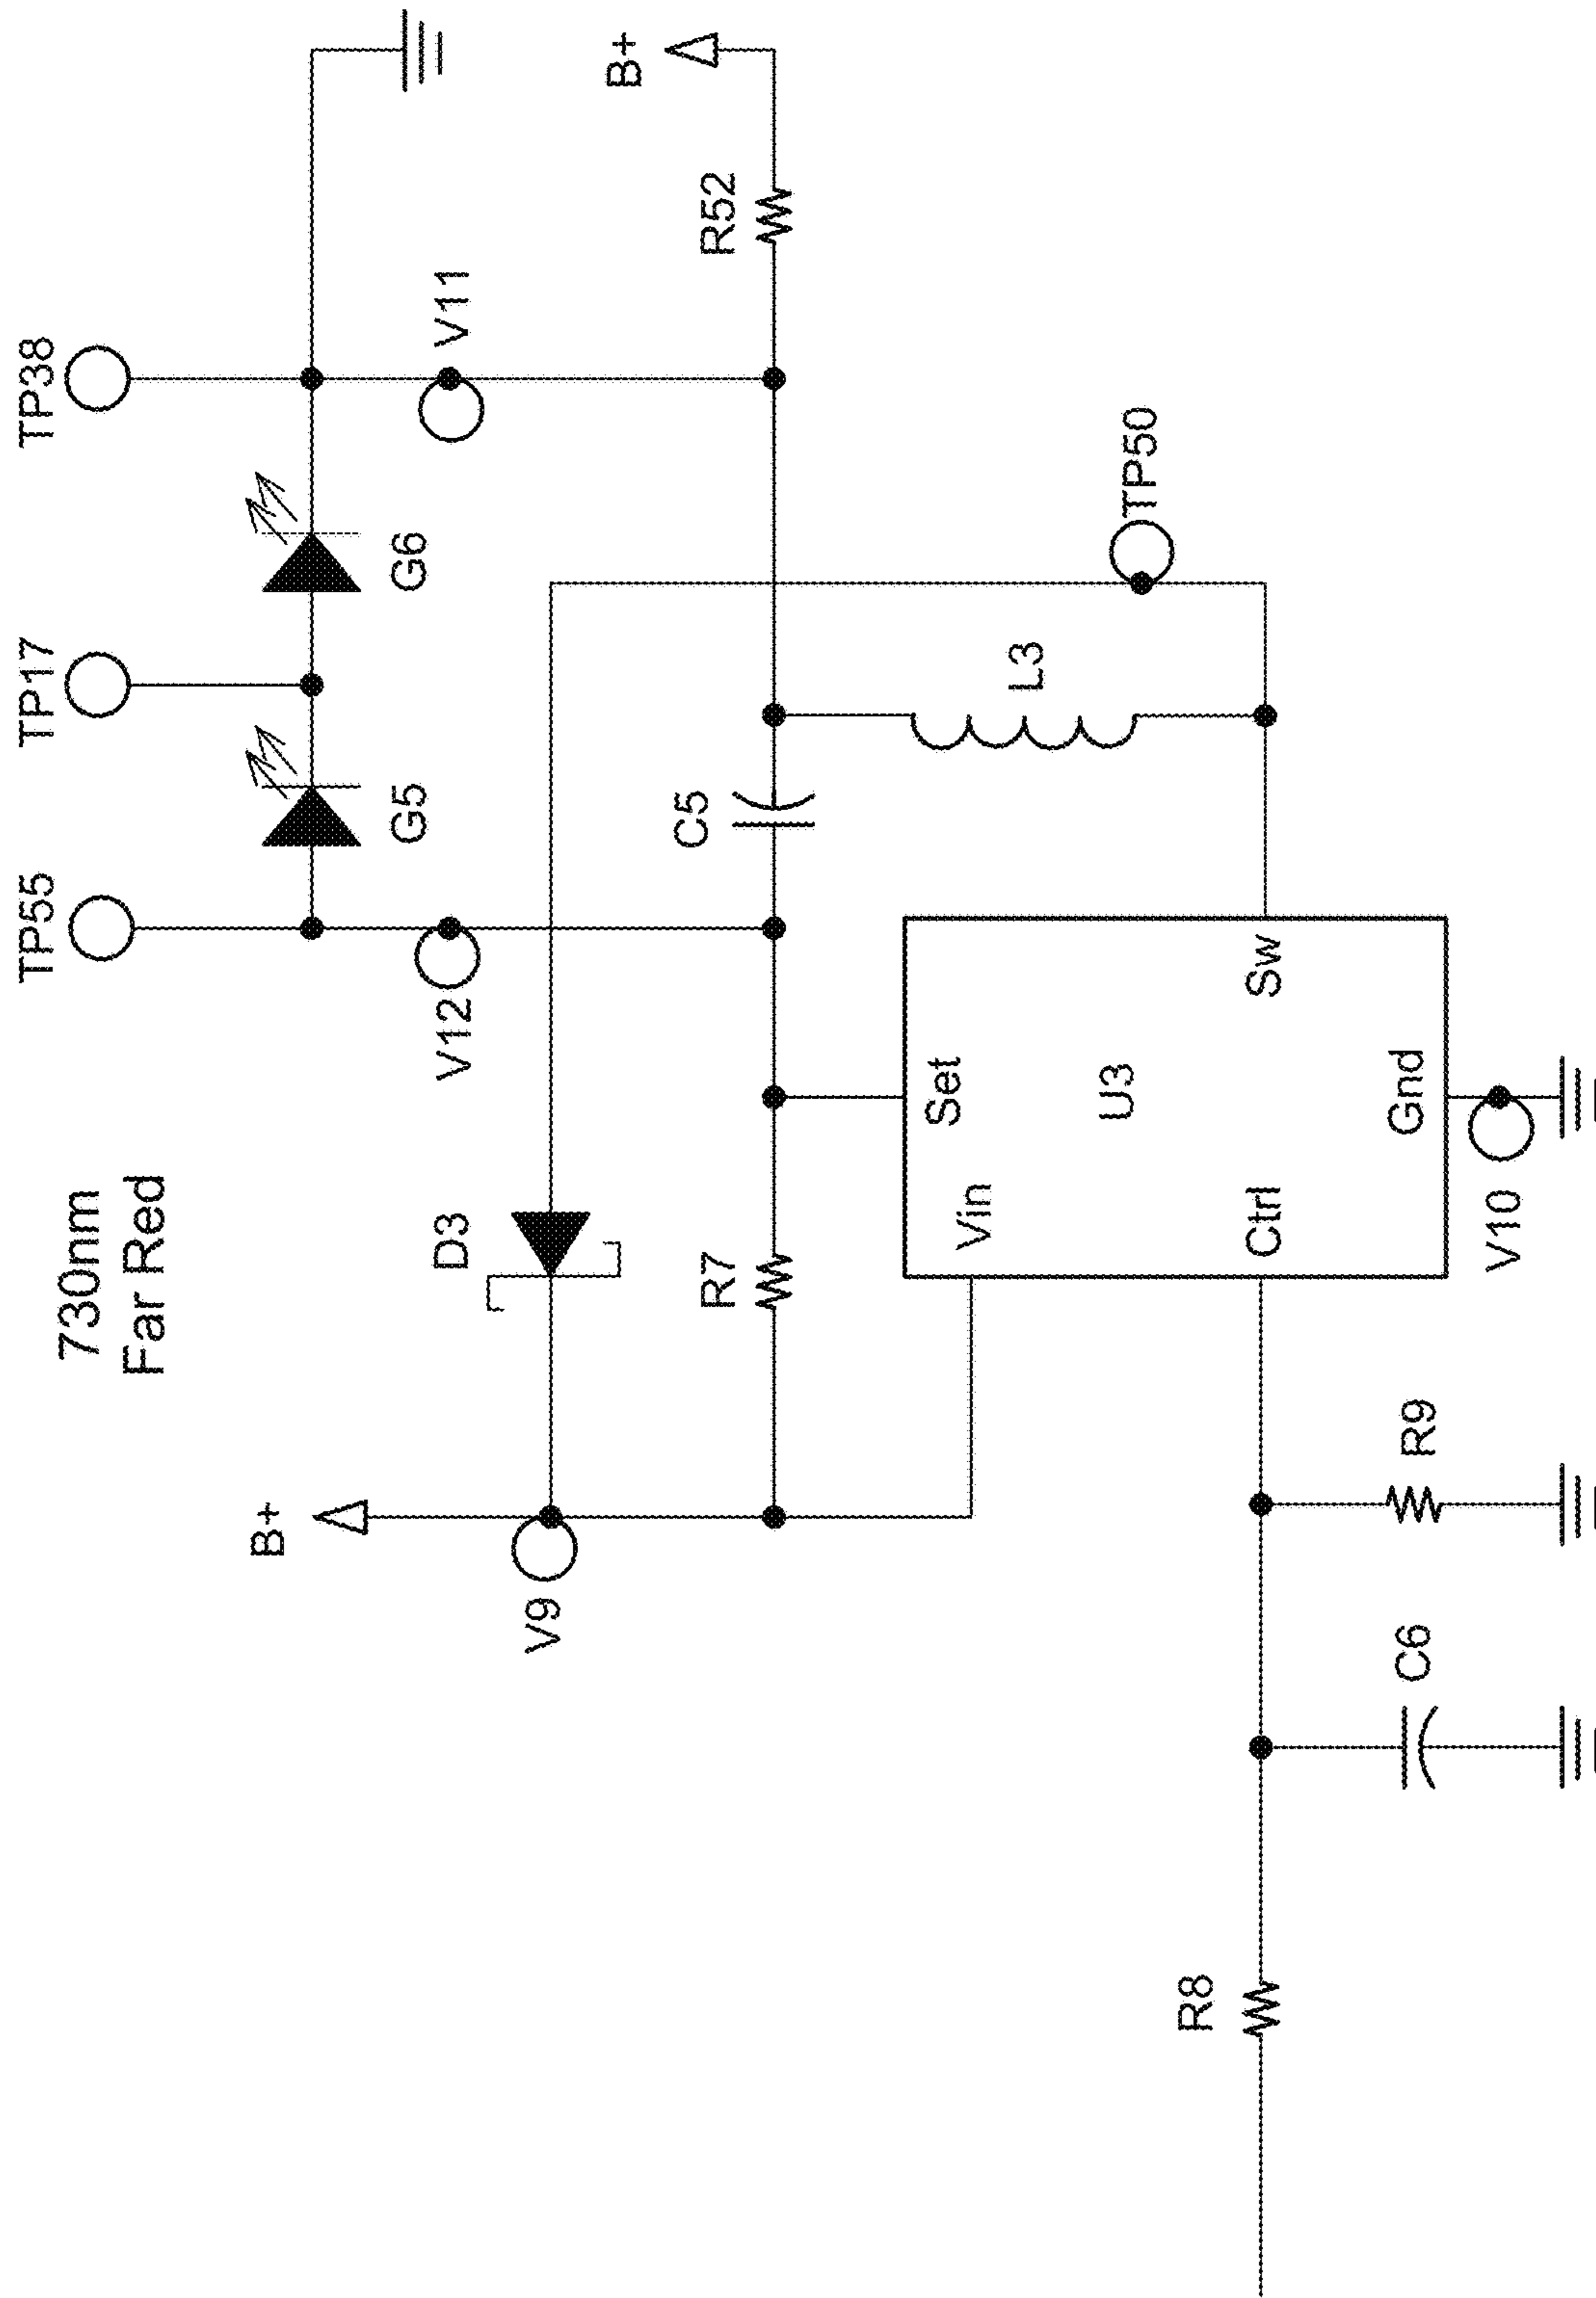 730nm
Far Red
TP55
TP17
TP38
G5
G6
B+
V12
V11
D3
V9
B+
C5
R52
R7
Set
Vin
U3
L3
Sw
TP50
Ctrl
Gnd
R8
C6
R9
V10